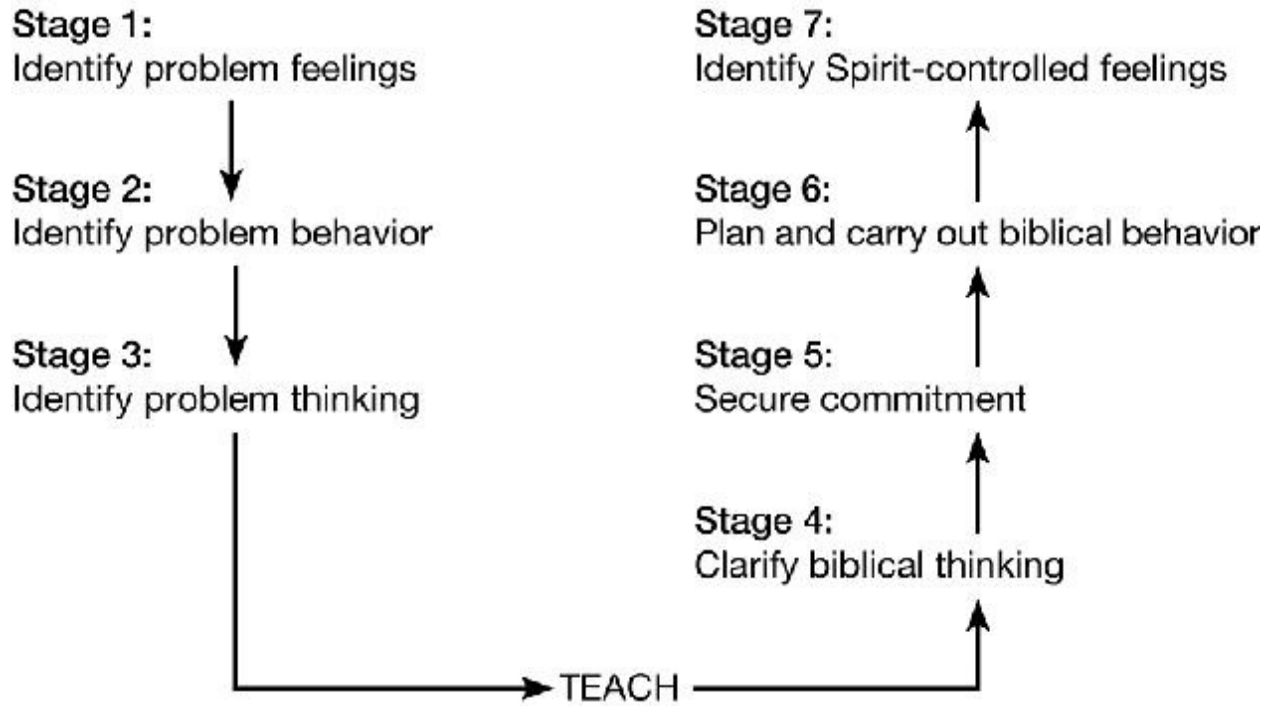 Stage 1:
Identify problem feelings
Stage 2:
Identify problem behavior
Stage 3:
Identify problem thinking
TEACH
Stage 4:
Clarify biblical thinking
Stage 5:
Secure commitment
Stage 6:
Plan and carry out biblical behavior
Stage 7:
Identify Spirit-controlled feelings